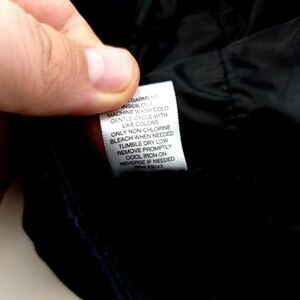 GARMENT
INSIDE OUT
MACHINE WASH COLD
GENTLE CYCLE WITH
LIKE COLORS
ONLY NON-CHLORINE
BLEACH WHEN NEEDED
TUMBLE DRY LOW
REMOVE PROMPTLY
COOL IRON ON
REVERSE IF NEEDED